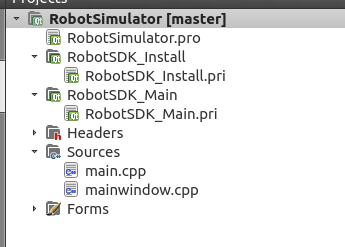 Projects
RobotSimulator [master]
RobotSimulator.pro
RobotSDK_Install
RobotSDK_Install.pri
RobotSDK_Main
RobotSDK_Main.pri
Headers
Sources
main.cpp
mainwindow.cpp
Forms